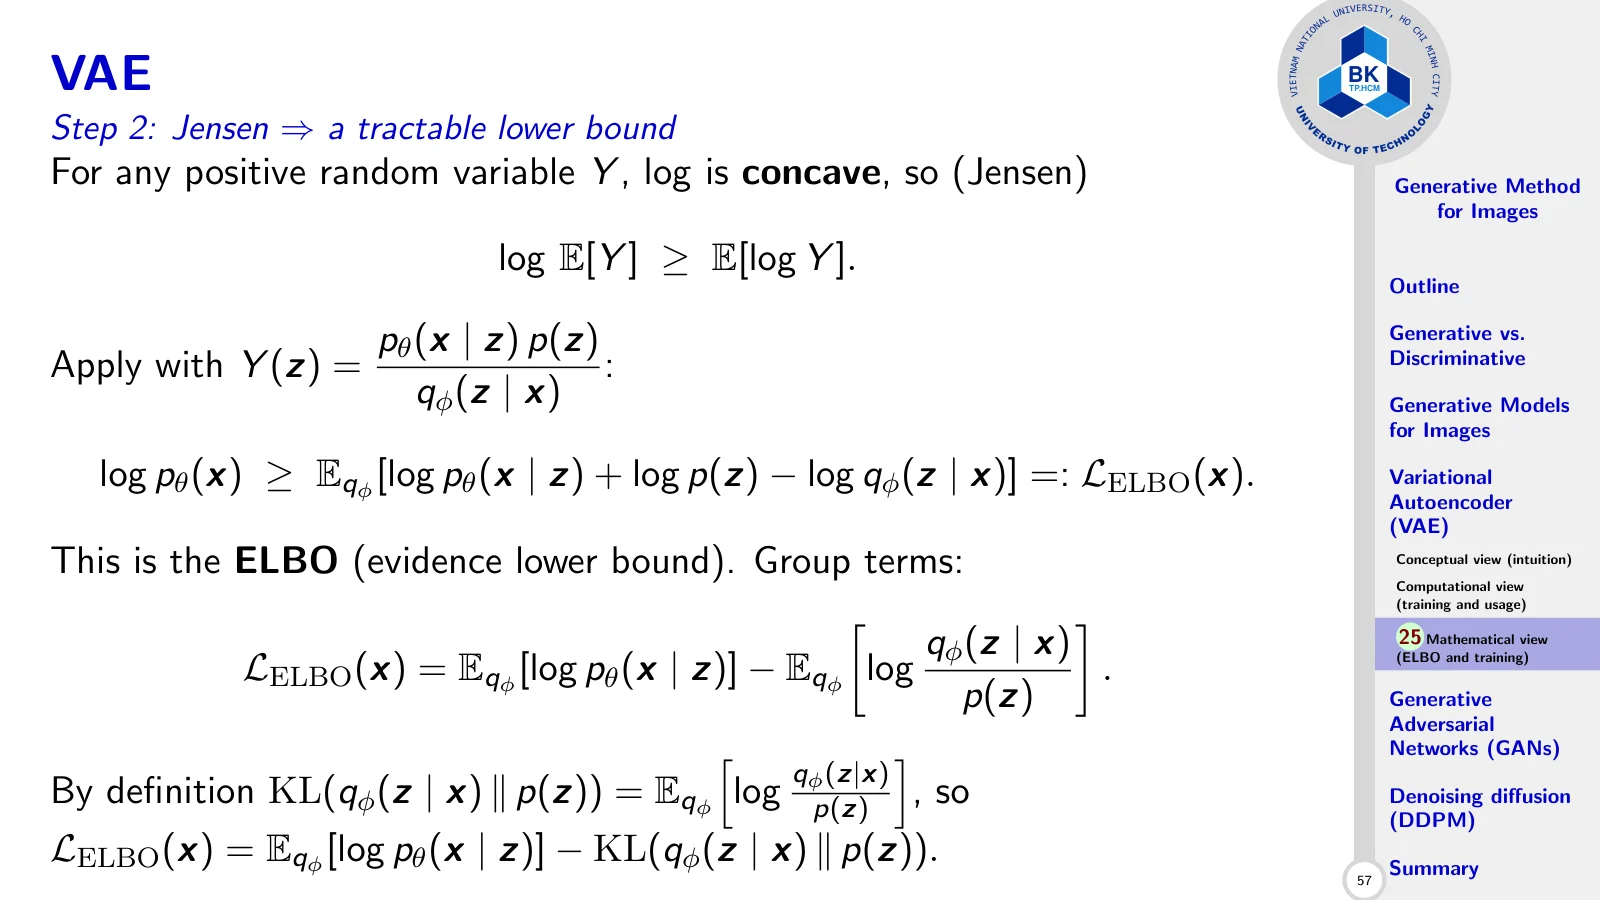 VAE
Step 2: Jensen ⇒ a tractable lower bound
For any positive random variable Y, log is concave, so (Jensen)
log 𝔼[Y] ≥ 𝔼[log Y].
Apply with Y(z) = pθ(x | z) p(z) / qϕ(z | x):
log pθ(x) ≥ 𝔼qϕ[log pθ(x | z) + log p(z) − log qϕ(z | x)] =: ℒELBO(x).
This is the ELBO (evidence lower bound). Group terms:
ℒELBO(x) = 𝔼qϕ[log pθ(x | z)] − 𝔼qϕ[log qϕ(z | x) / p(z)].
By definition KL(qϕ(z | x) ∥ p(z)) = 𝔼qϕ[log qϕ(z|x) / p(z)], so
ℒELBO(x) = 𝔼qϕ[log pθ(x | z)] − KL(qϕ(z | x) ∥ p(z)).
VIETNAM NATIONAL UNIVERSITY, HO CHI MINH CITY
BK
TP.HCM
UNIVERSITY OF TECHNOLOGY
Generative Method
for Images
Outline
Generative vs.
Discriminative
Generative Models
for Images
Variational
Autoencoder
(VAE)
Conceptual view (intuition)
Computational view
(training and usage)
25 Mathematical view
(ELBO and training)
Generative
Adversarial
Networks (GANs)
Denoising diffusion
(DDPM)
Summary
57